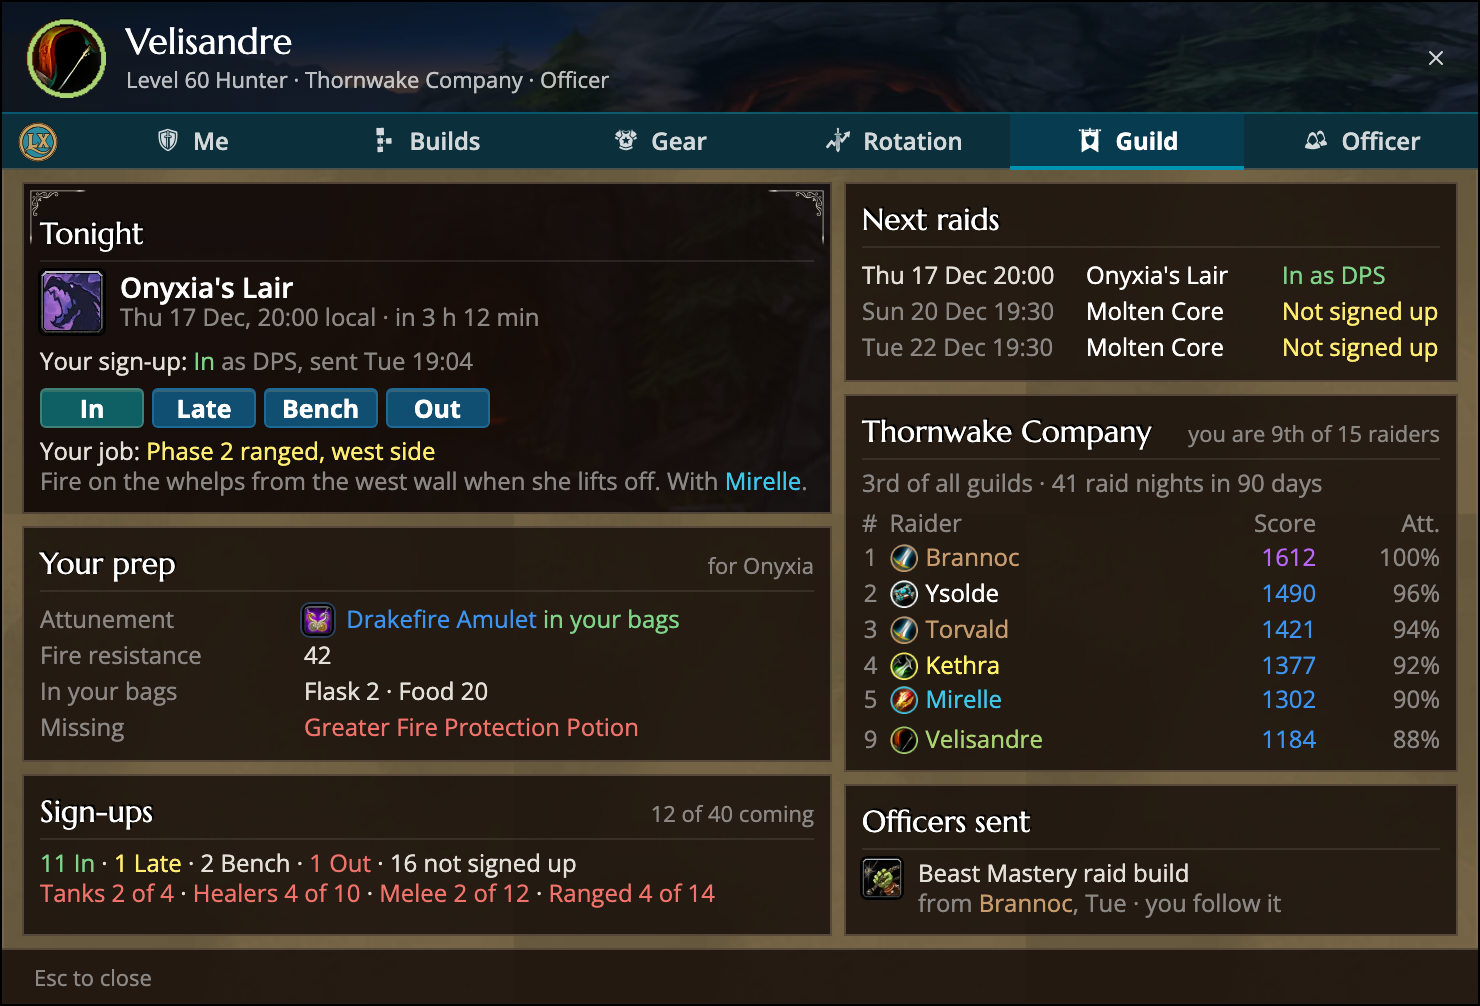 Velisandre
Level 60 Hunter · Thornwake Company · Officer
LX
Me
Builds
Gear
Rotation
Guild
Officer
Tonight
Onyxia's Lair
Thu 17 Dec, 20:00 local · in 3 h 12 min
Your sign-up: In as DPS, sent Tue 19:04
In
Late
Bench
Out
Your job: Phase 2 ranged, west side
Fire on the whelps from the west wall when she lifts off. With Mirelle.
Your prep
for Onyxia
Attunement Drakefire Amulet in your bags
Fire resistance 42
In your bags Flask 2 · Food 20
Missing Greater Fire Protection Potion
Sign-ups
12 of 40 coming
11 In · 1 Late · 2 Bench · 1 Out · 16 not signed up
Tanks 2 of 4 · Healers 4 of 10 · Melee 2 of 12 · Ranged 4 of 14
Next raids
Thu 17 Dec 20:00 Onyxia's Lair In as DPS
Sun 20 Dec 19:30 Molten Core Not signed up
Tue 22 Dec 19:30 Molten Core Not signed up
Thornwake Company
you are 9th of 15 raiders
3rd of all guilds · 41 raid nights in 90 days
# Raider Score Att.
1 Brannoc 1612 100%
2 Ysolde 1490 96%
3 Torvald 1421 94%
4 Kethra 1377 92%
5 Mirelle 1302 90%
9 Velisandre 1184 88%
Officers sent
Beast Mastery raid build
from Brannoc, Tue · you follow it
Esc to close